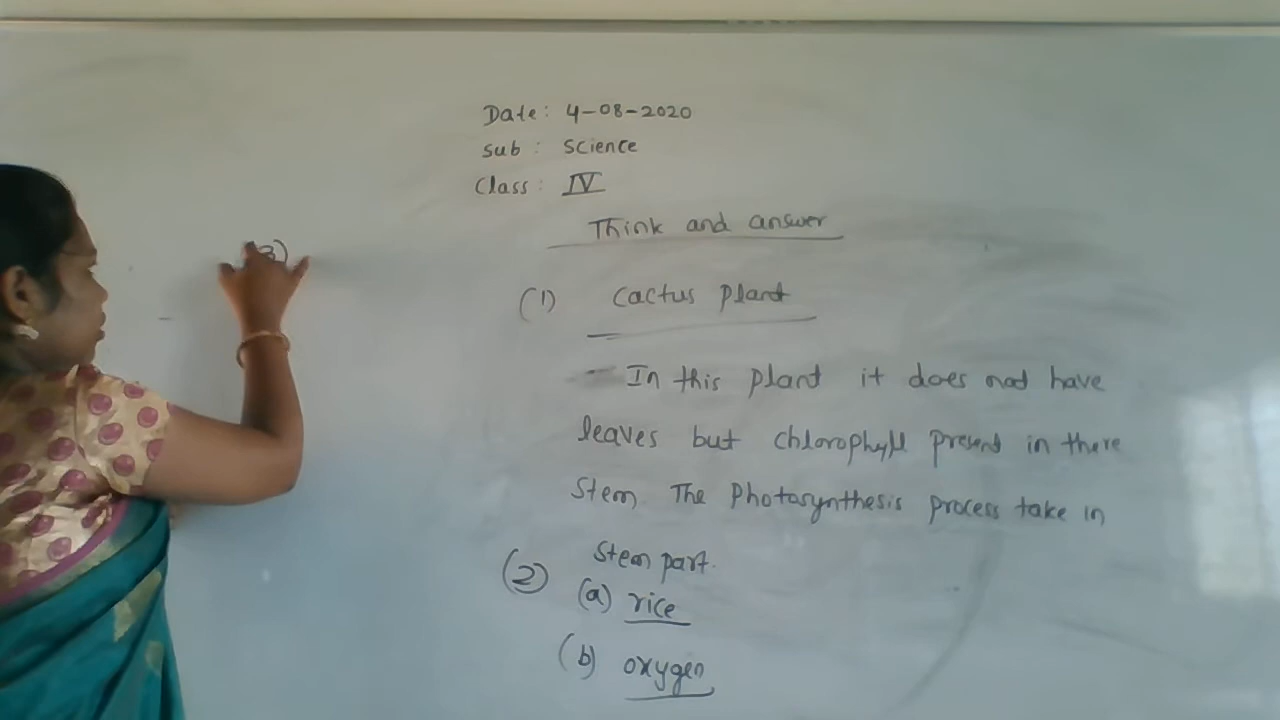 Date: 4-08-2020
Sub : Science
Class : IV
Think and answer
(1) Cactus plant
In this plant it does not have
leaves but chlorophyll present in there
Stem. The Photosynthesis process take in
Stem part.
(2) (a) rice
(b) oxygen
3)